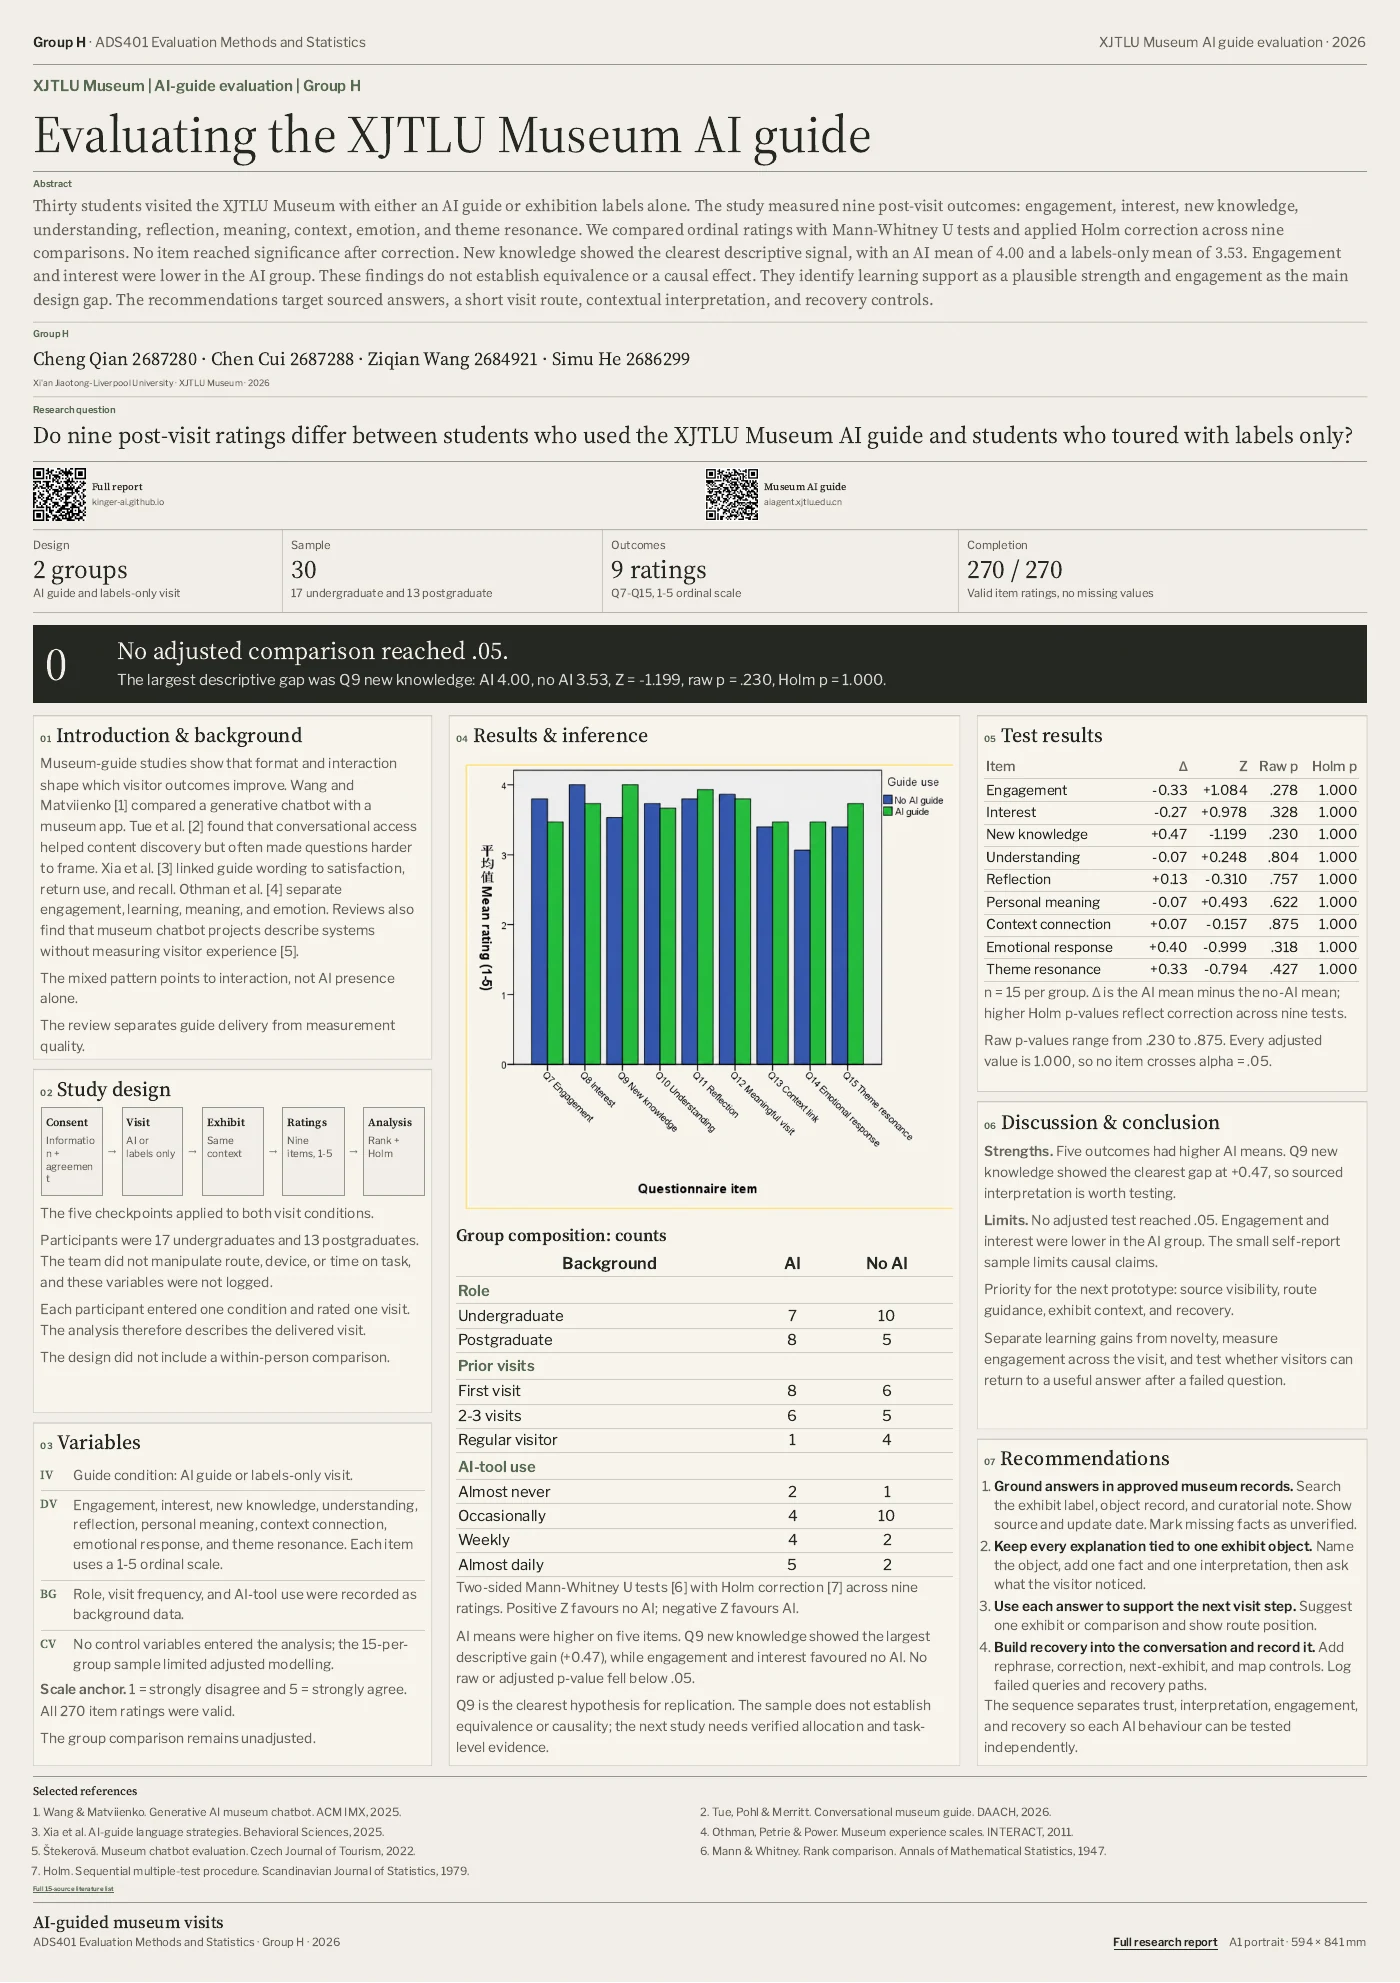 Group H · ADS401 Evaluation Methods and Statistics
XJTLU Museum AI guide evaluation · 2026
XJTLU Museum | AI-guide evaluation | Group H
Evaluating the XJTLU Museum AI guide
Abstract
Thirty students visited the XJTLU Museum with either an AI guide or exhibition labels alone. The study measured nine post-visit outcomes: engagement, interest, new knowledge,
understanding, reflection, meaning, context, emotion, and theme resonance. We compared ordinal ratings with Mann-Whitney U tests and applied Holm correction across nine
comparisons. No item reached significance after correction. New knowledge showed the clearest descriptive signal, with an AI mean of 4.00 and a labels-only mean of 3.53. Engagement
and interest were lower in the AI group. These findings do not establish equivalence or a causal effect. They identify learning support as a plausible strength and engagement as the main
design gap. The recommendations target sourced answers, a short visit route, contextual interpretation, and recovery controls.
Group H
Cheng Qian 2687280 · Chen Cui 2687288 · Ziqian Wang 2684921 · Simu He 2686299
Xi'an Jiaotong-Liverpool University · XJTLU Museum · 2026
Research question
Do nine post-visit ratings differ between students who used the XJTLU Museum AI guide and students who toured with labels only?
Full report
kinger-ai.github.io
Museum AI guide
aiagent.xjtlu.edu.cn
Design
2 groups
AI guide and labels-only visit
Sample
30
17 undergraduate and 13 postgraduate
Outcomes
9 ratings
Q7-Q15, 1-5 ordinal scale
Completion
270 / 270
Valid item ratings, no missing values
0
No adjusted comparison reached .05.
The largest descriptive gap was Q9 new knowledge: AI 4.00, no AI 3.53, Z = -1.199, raw p = .230, Holm p = 1.000.
01 Introduction & background
Museum-guide studies show that format and interaction
shape which visitor outcomes improve. Wang and
Matviienko [1] compared a generative chatbot with a
museum app. Tue et al. [2] found that conversational access
helped content discovery but often made questions harder
to frame. Xia et al. [3] linked guide wording to satisfaction,
return use, and recall. Othman et al. [4] separate
engagement, learning, meaning, and emotion. Reviews also
find that museum chatbot projects describe systems
without measuring visitor experience [5].
The mixed pattern points to interaction, not AI presence
alone.
The review separates guide delivery from measurement
quality.
02 Study design
Consent
Informatio
n +
agreemen
t
→
Visit
AI or
labels only
→
Exhibit
Same
context
→
Ratings
Nine
items, 1-5
→
Analysis
Rank +
Holm
The five checkpoints applied to both visit conditions.
Participants were 17 undergraduates and 13 postgraduates.
The team did not manipulate route, device, or time on task,
and these variables were not logged.
Each participant entered one condition and rated one visit.
The analysis therefore describes the delivered visit.
The design did not include a within-person comparison.
03 Variables
IV Guide condition: AI guide or labels-only visit.
DV Engagement, interest, new knowledge, understanding,
reflection, personal meaning, context connection,
emotional response, and theme resonance. Each item
uses a 1-5 ordinal scale.
BG Role, visit frequency, and AI-tool use were recorded as
background data.
CV No control variables entered the analysis; the 15-per-
group sample limited adjusted modelling.
Scale anchor. 1 = strongly disagree and 5 = strongly agree.
All 270 item ratings were valid.
The group comparison remains unadjusted.
04 Results & inference
Guide use
No AI guide
AI guide
4
3
2
1
0
平均值 Mean rating (1-5)
Q7 Engagement
Q8 Interest
Q9 New knowledge
Q10 Understanding
Q11 Reflection
Q12 Meaningful visit
Q13 Context link
Q14 Emotional response
Q15 Theme resonance
Questionnaire item
Group composition: counts
Background AI No AI
Role
Undergraduate 7 10
Postgraduate 8 5
Prior visits
First visit 8 6
2-3 visits 6 5
Regular visitor 1 4
AI-tool use
Almost never 2 1
Occasionally 4 10
Weekly 4 2
Almost daily 5 2
Two-sided Mann-Whitney U tests [6] with Holm correction [7] across nine
ratings. Positive Z favours no AI; negative Z favours AI.
AI means were higher on five items. Q9 new knowledge showed the largest
descriptive gain (+0.47), while engagement and interest favoured no AI. No
raw or adjusted p-value fell below .05.
Q9 is the clearest hypothesis for replication. The sample does not establish
equivalence or causality; the next study needs verified allocation and task-
level evidence.
05 Test results
Item Δ Z Raw p Holm p
Engagement -0.33 +1.084 .278 1.000
Interest -0.27 +0.978 .328 1.000
New knowledge +0.47 -1.199 .230 1.000
Understanding -0.07 +0.248 .804 1.000
Reflection +0.13 -0.310 .757 1.000
Personal meaning -0.07 +0.493 .622 1.000
Context connection +0.07 -0.157 .875 1.000
Emotional response +0.40 -0.999 .318 1.000
Theme resonance +0.33 -0.794 .427 1.000
n = 15 per group. Δ is the AI mean minus the no-AI mean;
higher Holm p-values reflect correction across nine tests.
Raw p-values range from .230 to .875. Every adjusted
value is 1.000, so no item crosses alpha = .05.
06 Discussion & conclusion
Strengths. Five outcomes had higher AI means. Q9 new
knowledge showed the clearest gap at +0.47, so sourced
interpretation is worth testing.
Limits. No adjusted test reached .05. Engagement and
interest were lower in the AI group. The small self-report
sample limits causal claims.
Priority for the next prototype: source visibility, route
guidance, exhibit context, and recovery.
Separate learning gains from novelty, measure
engagement across the visit, and test whether visitors can
return to a useful answer after a failed question.
07 Recommendations
1. Ground answers in approved museum records. Search
the exhibit label, object record, and curatorial note. Show
source and update date. Mark missing facts as unverified.
2. Keep every explanation tied to one exhibit object. Name
the object, add one fact and one interpretation, then ask
what the visitor noticed.
3. Use each answer to support the next visit step. Suggest
one exhibit or comparison and show route position.
4. Build recovery into the conversation and record it. Add
rephrase, correction, next-exhibit, and map controls. Log
failed queries and recovery paths.
The sequence separates trust, interpretation, engagement,
and recovery so each AI behaviour can be tested
independently.
Selected references
1. Wang & Matviienko. Generative AI museum chatbot. ACM IMX, 2025.
2. Tue, Pohl & Merritt. Conversational museum guide. DAACH, 2026.
3. Xia et al. AI-guide language strategies. Behavioral Sciences, 2025.
4. Othman, Petrie & Power. Museum experience scales. INTERACT, 2011.
5. Štekerová. Museum chatbot evaluation. Czech Journal of Tourism, 2022.
6. Mann & Whitney. Rank comparison. Annals of Mathematical Statistics, 1947.
7. Holm. Sequential multiple-test procedure. Scandinavian Journal of Statistics, 1979.
Full 15-source literature list
AI-guided museum visits
ADS401 Evaluation Methods and Statistics · Group H · 2026
Full research report A1 portrait · 594 × 841 mm